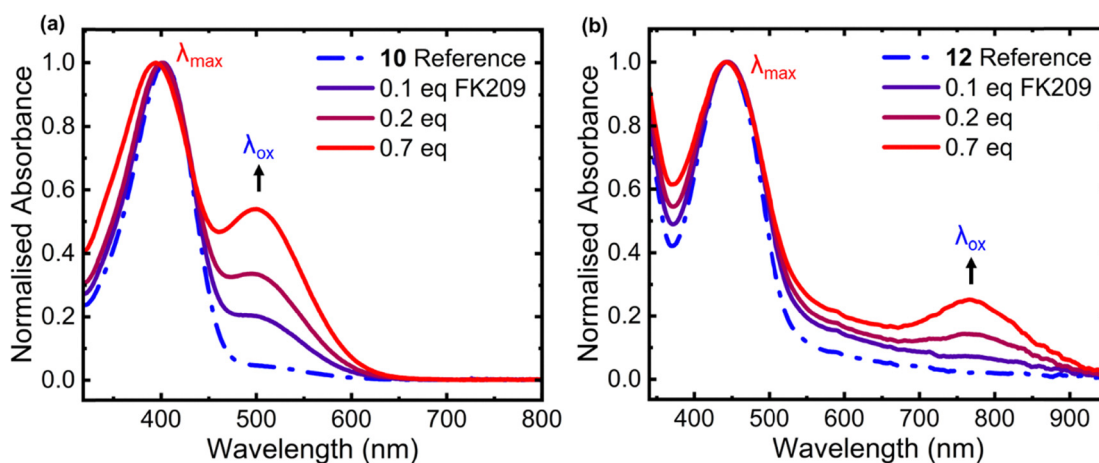 (a)
λmax
10 Reference
0.1 eq FK209
0.2 eq
0.7 eq
λox
Normalised Absorbance
1.0
0.8
0.6
0.4
0.2
0.0
400 500 600 700 800
Wavelength (nm)
(b)
λmax
12 Reference
0.1 eq FK209
0.2 eq
0.7 eq
λox
Normalised Absorbance
1.0
0.8
0.6
0.4
0.2
0.0
400 500 600 700 800 900
Wavelength (nm)